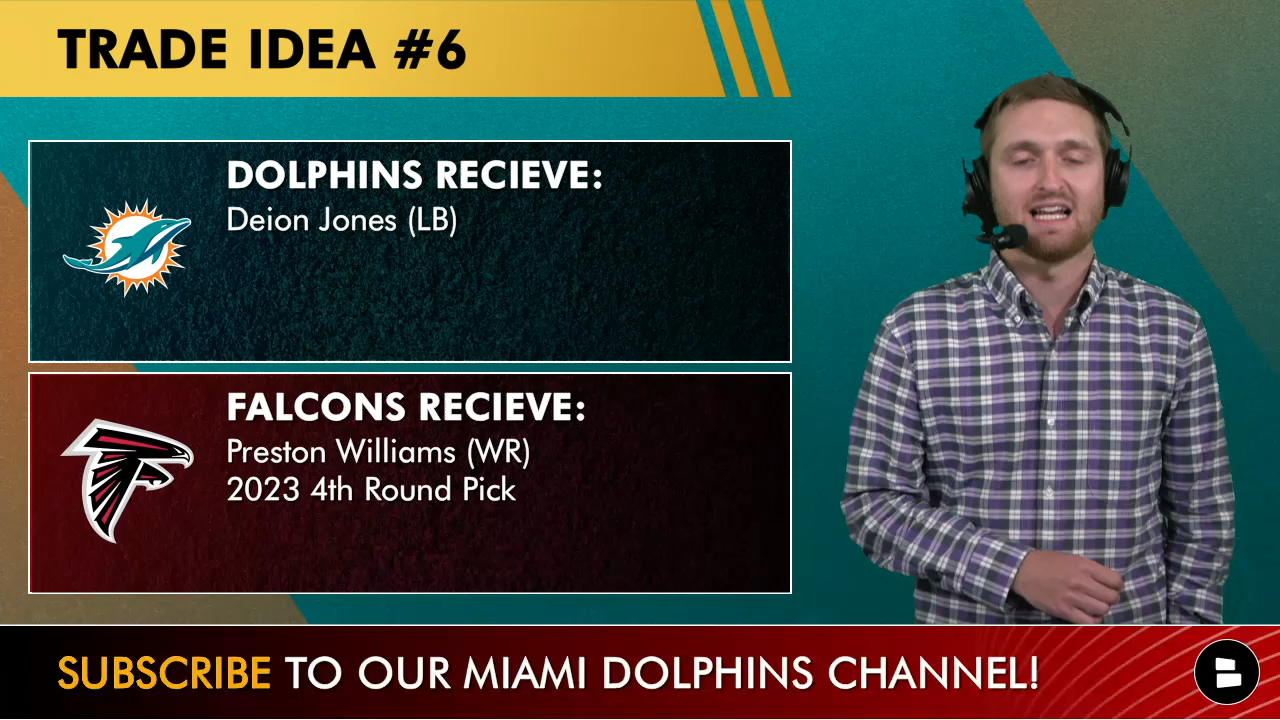 TRADE IDEA #6
DOLPHINS RECIEVE:
Deion Jones (LB)
FALCONS RECIEVE:
Preston Williams (WR)
2023 4th Round Pick
SUBSCRIBE TO OUR MIAMI DOLPHINS CHANNEL!